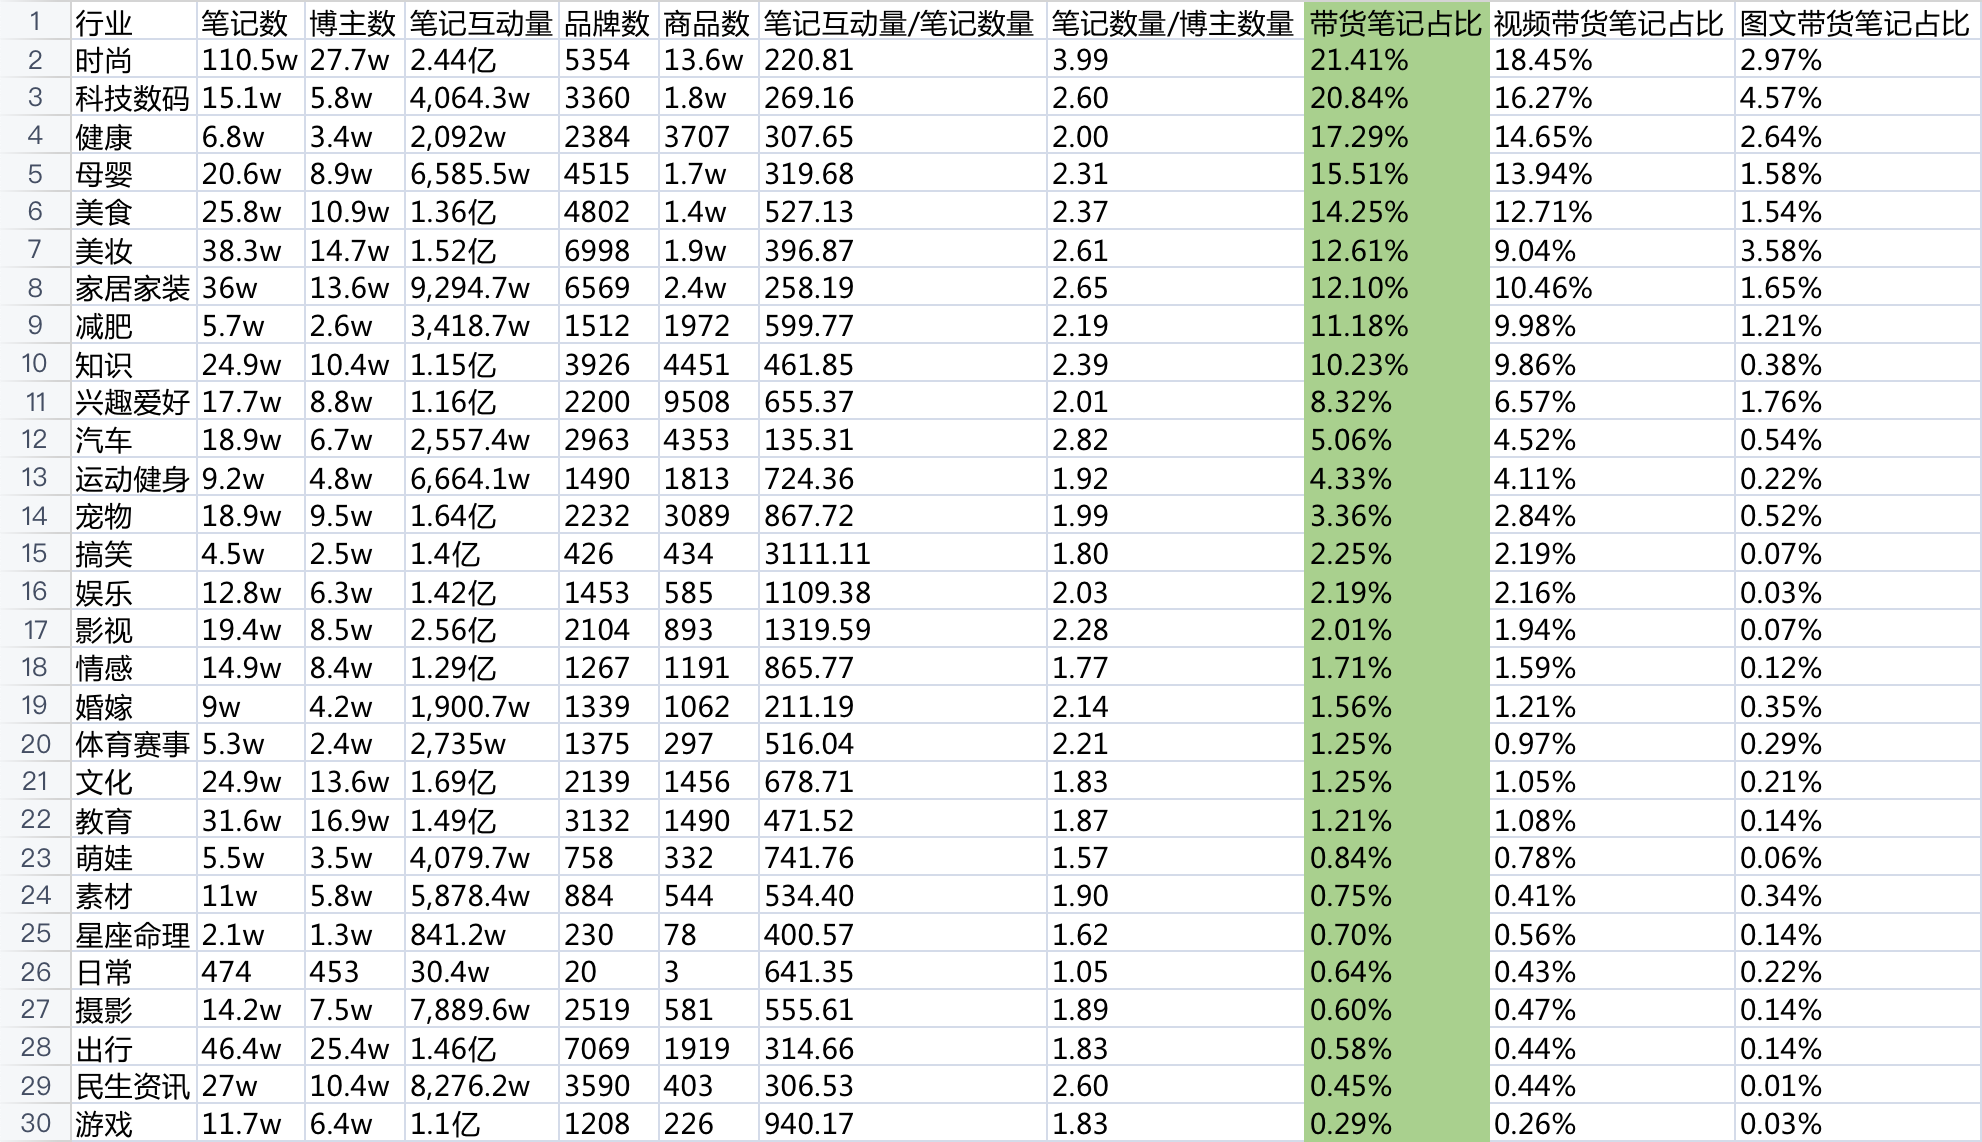 1 行业 笔记数 博主数 笔记互动量 品牌数 商品数 笔记互动量/笔记数量 笔记数量/博主数量 带货笔记占比 视频带货笔记占比 图文带货笔记占比
2 时尚 110.5w 27.7w 2.44亿 5354 13.6w 220.81 3.99 21.41% 18.45% 2.97%
3 科技数码 15.1w 5.8w 4,064.3w 3360 1.8w 269.16 2.60 20.84% 16.27% 4.57%
4 健康 6.8w 3.4w 2,092w 2384 3707 307.65 2.00 17.29% 14.65% 2.64%
5 母婴 20.6w 8.9w 6,585.5w 4515 1.7w 319.68 2.31 15.51% 13.94% 1.58%
6 美食 25.8w 10.9w 1.36亿 4802 1.4w 527.13 2.37 14.25% 12.71% 1.54%
7 美妆 38.3w 14.7w 1.52亿 6998 1.9w 396.87 2.61 12.61% 9.04% 3.58%
8 家居家装 36w 13.6w 9,294.7w 6569 2.4w 258.19 2.65 12.10% 10.46% 1.65%
9 减肥 5.7w 2.6w 3,418.7w 1512 1972 599.77 2.19 11.18% 9.98% 1.21%
10 知识 24.9w 10.4w 1.15亿 3926 4451 461.85 2.39 10.23% 9.86% 0.38%
11 兴趣爱好 17.7w 8.8w 1.16亿 2200 9508 655.37 2.01 8.32% 6.57% 1.76%
12 汽车 18.9w 6.7w 2,557.4w 2963 4353 135.31 2.82 5.06% 4.52% 0.54%
13 运动健身 9.2w 4.8w 6,664.1w 1490 1813 724.36 1.92 4.33% 4.11% 0.22%
14 宠物 18.9w 9.5w 1.64亿 2232 3089 867.72 1.99 3.36% 2.84% 0.52%
15 搞笑 4.5w 2.5w 1.4亿 426 434 3111.11 1.80 2.25% 2.19% 0.07%
16 娱乐 12.8w 6.3w 1.42亿 1453 585 1109.38 2.03 2.19% 2.16% 0.03%
17 影视 19.4w 8.5w 2.56亿 2104 893 1319.59 2.28 2.01% 1.94% 0.07%
18 情感 14.9w 8.4w 1.29亿 1267 1191 865.77 1.77 1.71% 1.59% 0.12%
19 婚嫁 9w 4.2w 1,900.7w 1339 1062 211.19 2.14 1.56% 1.21% 0.35%
20 体育赛事 5.3w 2.4w 2,735w 1375 297 516.04 2.21 1.25% 0.97% 0.29%
21 文化 24.9w 13.6w 1.69亿 2139 1456 678.71 1.83 1.25% 1.05% 0.21%
22 教育 31.6w 16.9w 1.49亿 3132 1490 471.52 1.87 1.21% 1.08% 0.14%
23 萌娃 5.5w 3.5w 4,079.7w 758 332 741.76 1.57 0.84% 0.78% 0.06%
24 素材 11w 5.8w 5,878.4w 884 544 534.40 1.90 0.75% 0.41% 0.34%
25 星座命理 2.1w 1.3w 841.2w 230 78 400.57 1.62 0.70% 0.56% 0.14%
26 日常 474 453 30.4w 20 3 641.35 1.05 0.64% 0.43% 0.22%
27 摄影 14.2w 7.5w 7,889.6w 2519 581 555.61 1.89 0.60% 0.47% 0.14%
28 出行 46.4w 25.4w 1.46亿 7069 1919 314.66 1.83 0.58% 0.44% 0.14%
29 民生资讯 27w 10.4w 8,276.2w 3590 403 306.53 2.60 0.45% 0.44% 0.01%
30 游戏 11.7w 6.4w 1.1亿 1208 226 940.17 1.83 0.29% 0.26% 0.03%